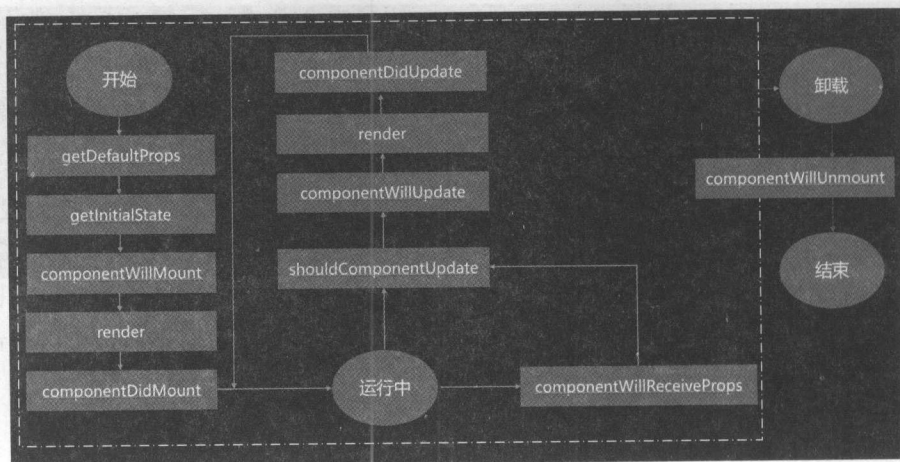 开始
getDefaultProps
getInitialState
componentWillMount
render
componentDidMount
componentDidUpdate
render
componentWillUpdate
shouldComponentUpdate
运行中
componentWillReceiveProps
卸载
componentWillUnmount
结束